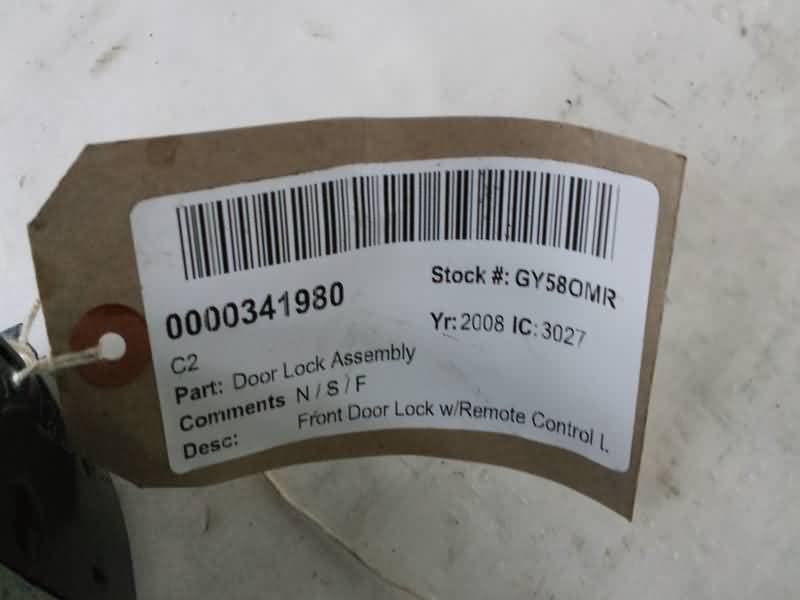 0000341980
Stock #: GY58OMR
Yr: 2008 IC: 3027
C2
Part: Door Lock Assembly
Comments N / S / F
Desc: Front Door Lock w/Remote Control L